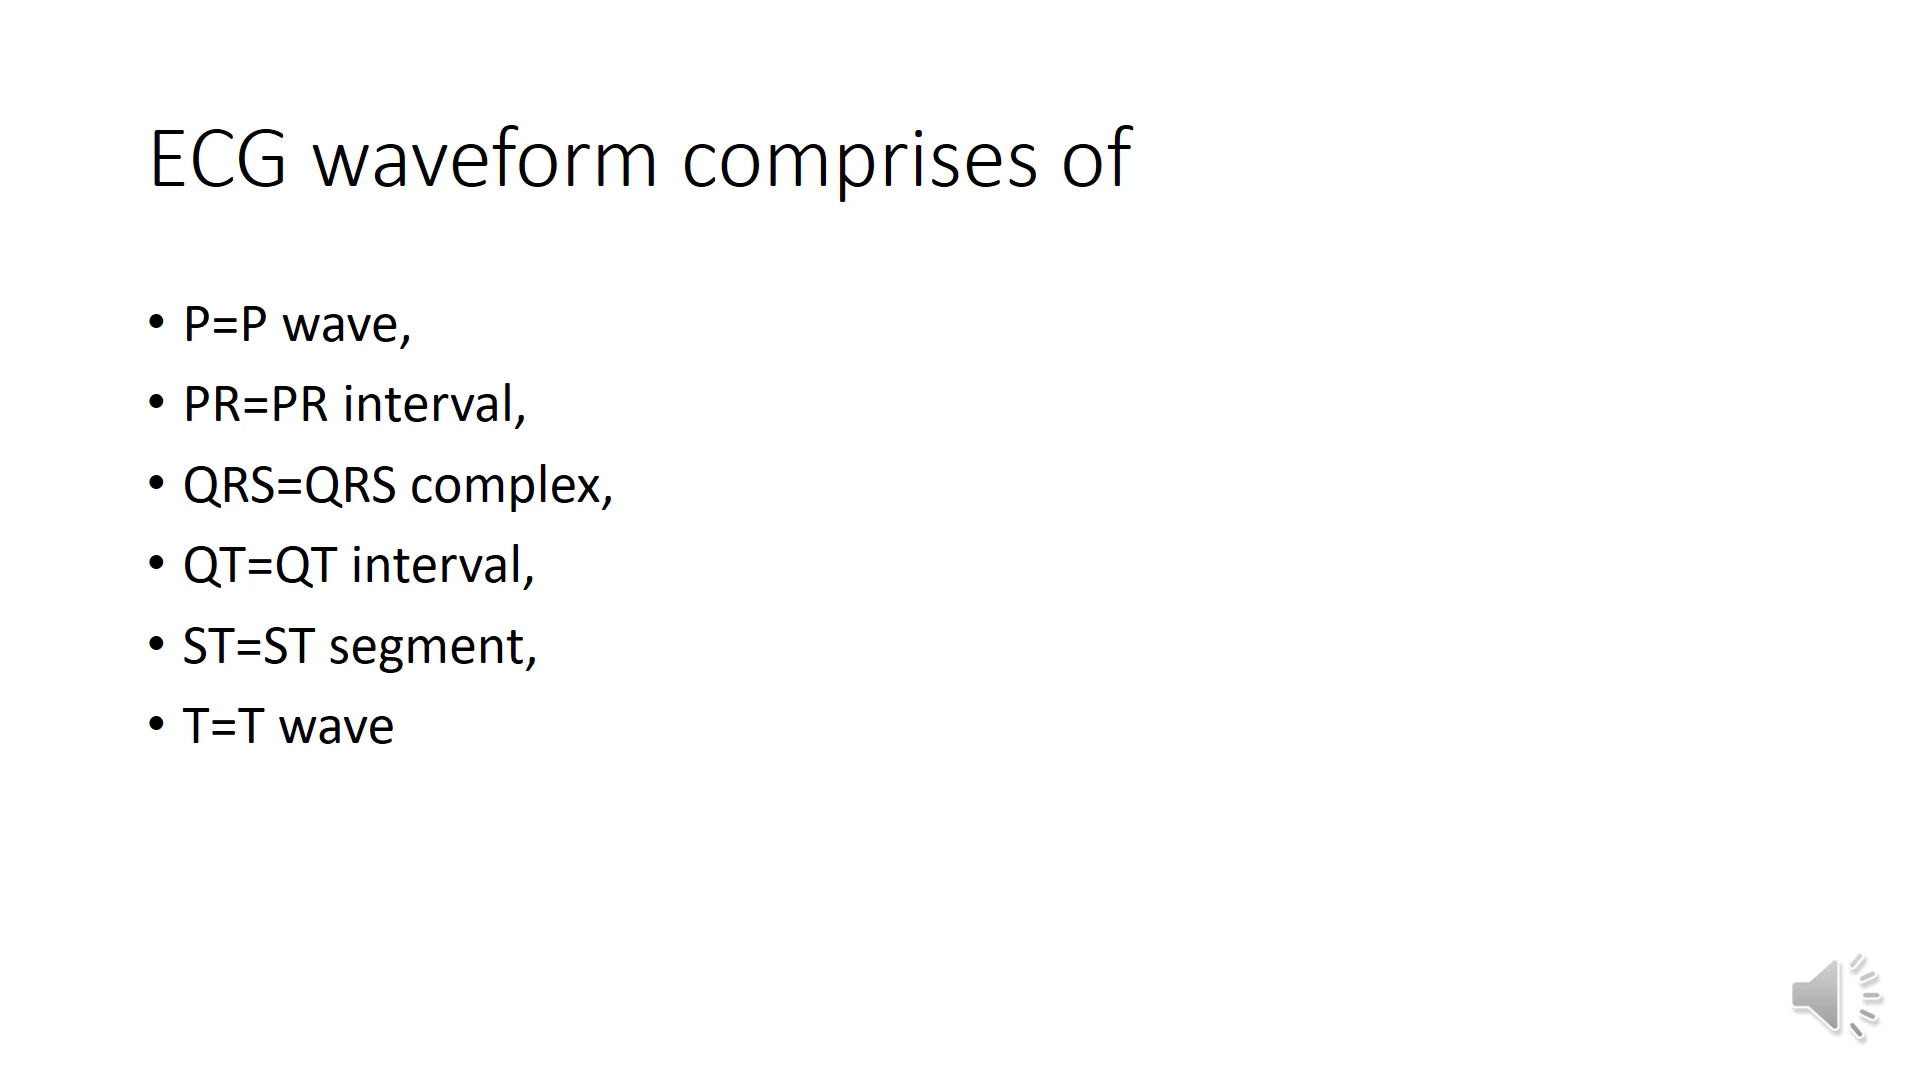 ECG waveform comprises of
• P=P wave,
• PR=PR interval,
• QRS=QRS complex,
• QT=QT interval,
• ST=ST segment,
• T=T wave